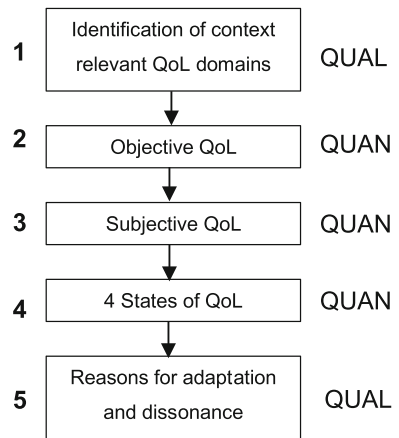 1 Identification of context
relevant QoL domains QUAL
2 Objective QoL QUAN
3 Subjective QoL QUAN
4 4 States of QoL QUAN
5 Reasons for adaptation
and dissonance QUAL